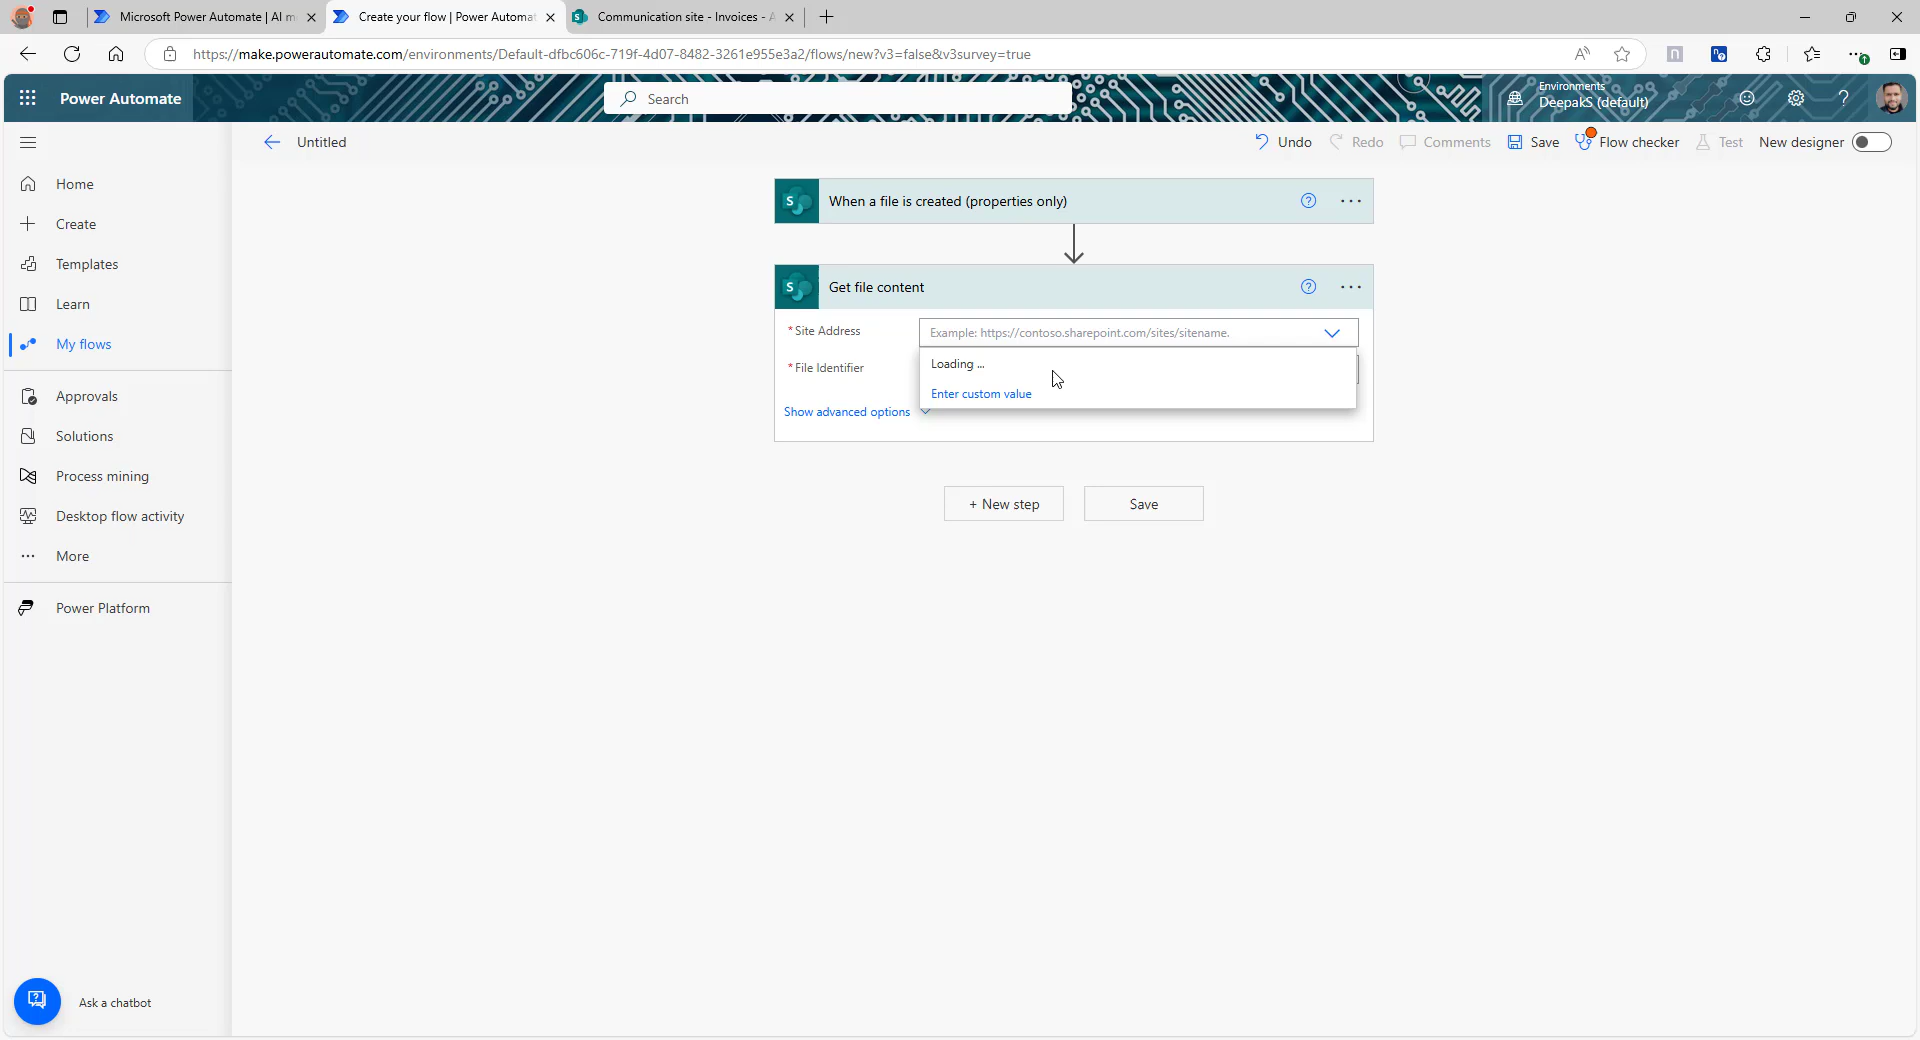 Microsoft Power Automate | AI m
Create your flow | Power Automat
Communication site - Invoices - A
https://make.powerautomate.com/environments/Default-dfbc606c-719f-4d07-8482-3261e955e3a2/flows/new?v3=false&v3survey=true
Power Automate
Search
Environments
DeepakS (default)
Untitled
Undo
Redo
Comments
Save
Flow checker
Test
New designer
Home
Create
Templates
Learn
My flows
Approvals
Solutions
Process mining
Desktop flow activity
More
Power Platform
Ask a chatbot
When a file is created (properties only)
Get file content
* Site Address
Example: https://contoso.sharepoint.com/sites/sitename.
* File Identifier
Loading ...
Enter custom value
Show advanced options
+ New step
Save